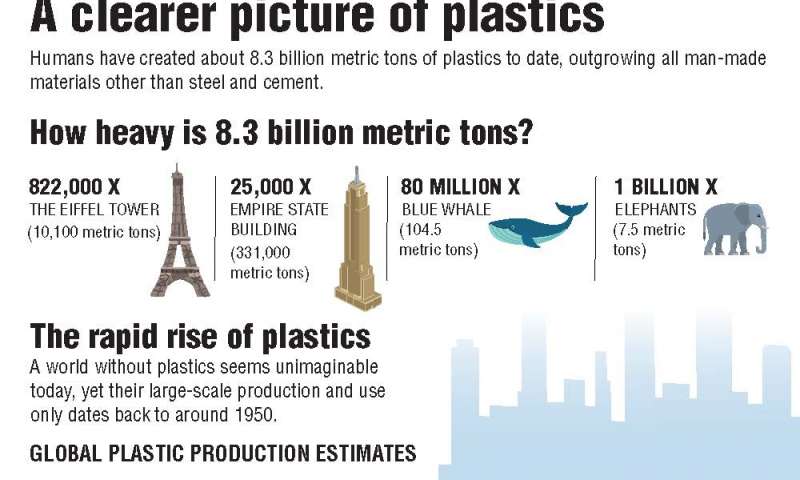 A clearer picture of plastics
Humans have created about 8.3 billion metric tons of plastics to date, outgrowing all man-made
materials other than steel and cement.
How heavy is 8.3 billion metric tons?
822,000 X
THE EIFFEL TOWER
(10,100 metric tons)
25,000 X
EMPIRE STATE
BUILDING
(331,000
metric tons)
80 MILLION X
BLUE WHALE
(104.5
metric tons)
1 BILLION X
ELEPHANTS
(7.5 metric
tons)
The rapid rise of plastics
A world without plastics seems unimaginable
today, yet their large-scale production and use
only dates back to around 1950.
GLOBAL PLASTIC PRODUCTION ESTIMATES